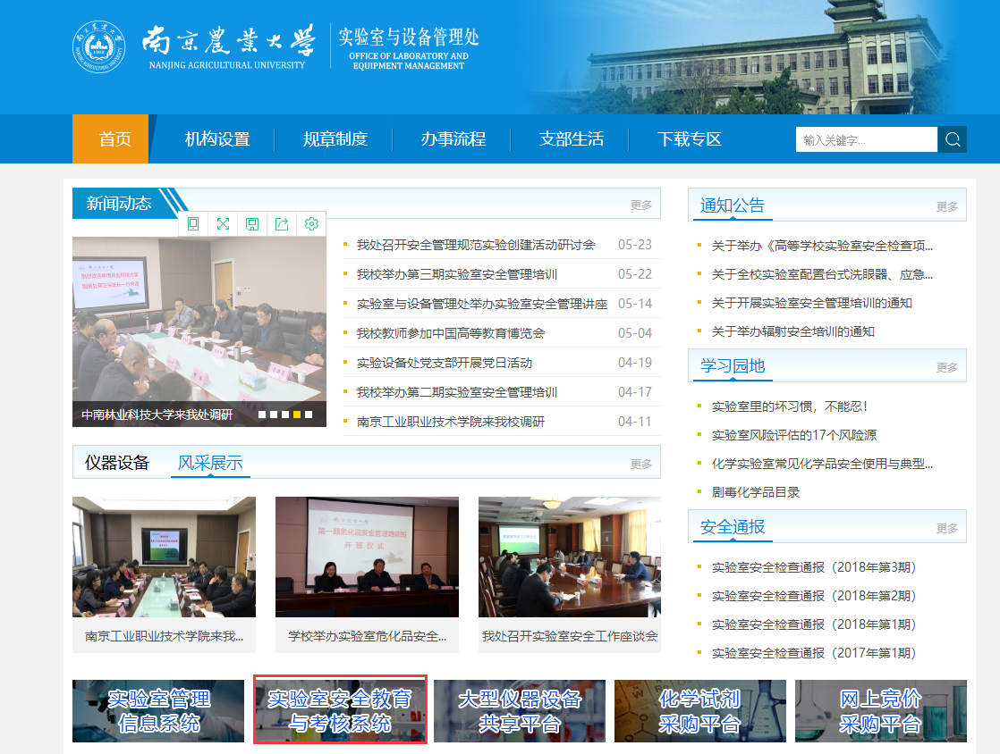 南京農業大學
NANJING AGRICULTURAL UNIVERSITY
实验室与设备管理处
OFFICE OF LABORATORY AND
EQUIPMENT MANAGEMENT
首页
机构设置
规章制度
办事流程
支部生活
下载专区
输入关键字...
新闻动态
更多
中南林业科技大学来我处调研
我处召开安全管理规范实验创建活动研讨会 05-23
我校举办第三期实验室安全管理培训 05-22
实验室与设备管理处举办实验室安全管理讲座 05-14
我校教师参加中国高等教育博览会 05-04
实验设备处党支部开展党日活动 04-19
我校举办第二期实验室安全管理培训 04-17
南京工业职业技术学院来我校调研 04-11
通知公告
更多
关于举办《高等学校实验室安全检查项...
关于全校实验室配置台式洗眼器、应急...
关于开展实验室安全管理培训的通知
关于举办辐射安全培训的通知
学习园地
更多
实验室里的坏习惯，不能忍！
实验室风险评估的17个风险源
化学实验室常见化学品安全使用与典型...
剧毒化学品目录
安全通报
更多
实验室安全检查通报（2018年第3期）
实验室安全检查通报（2018年第2期）
实验室安全检查通报（2018年第1期）
实验室安全检查通报（2017年第1期）
仪器设备
风采展示
更多
第一期危化品安全管理培训班
开班仪式
南京工业职业技术学院来我...
学校举办实验室危化品安全...
我处召开实验室安全工作座谈会
实验室管理
信息系统
实验室安全教育
与考核系统
大型仪器设备
共享平台
化学试剂
采购平台
网上竞价
采购平台